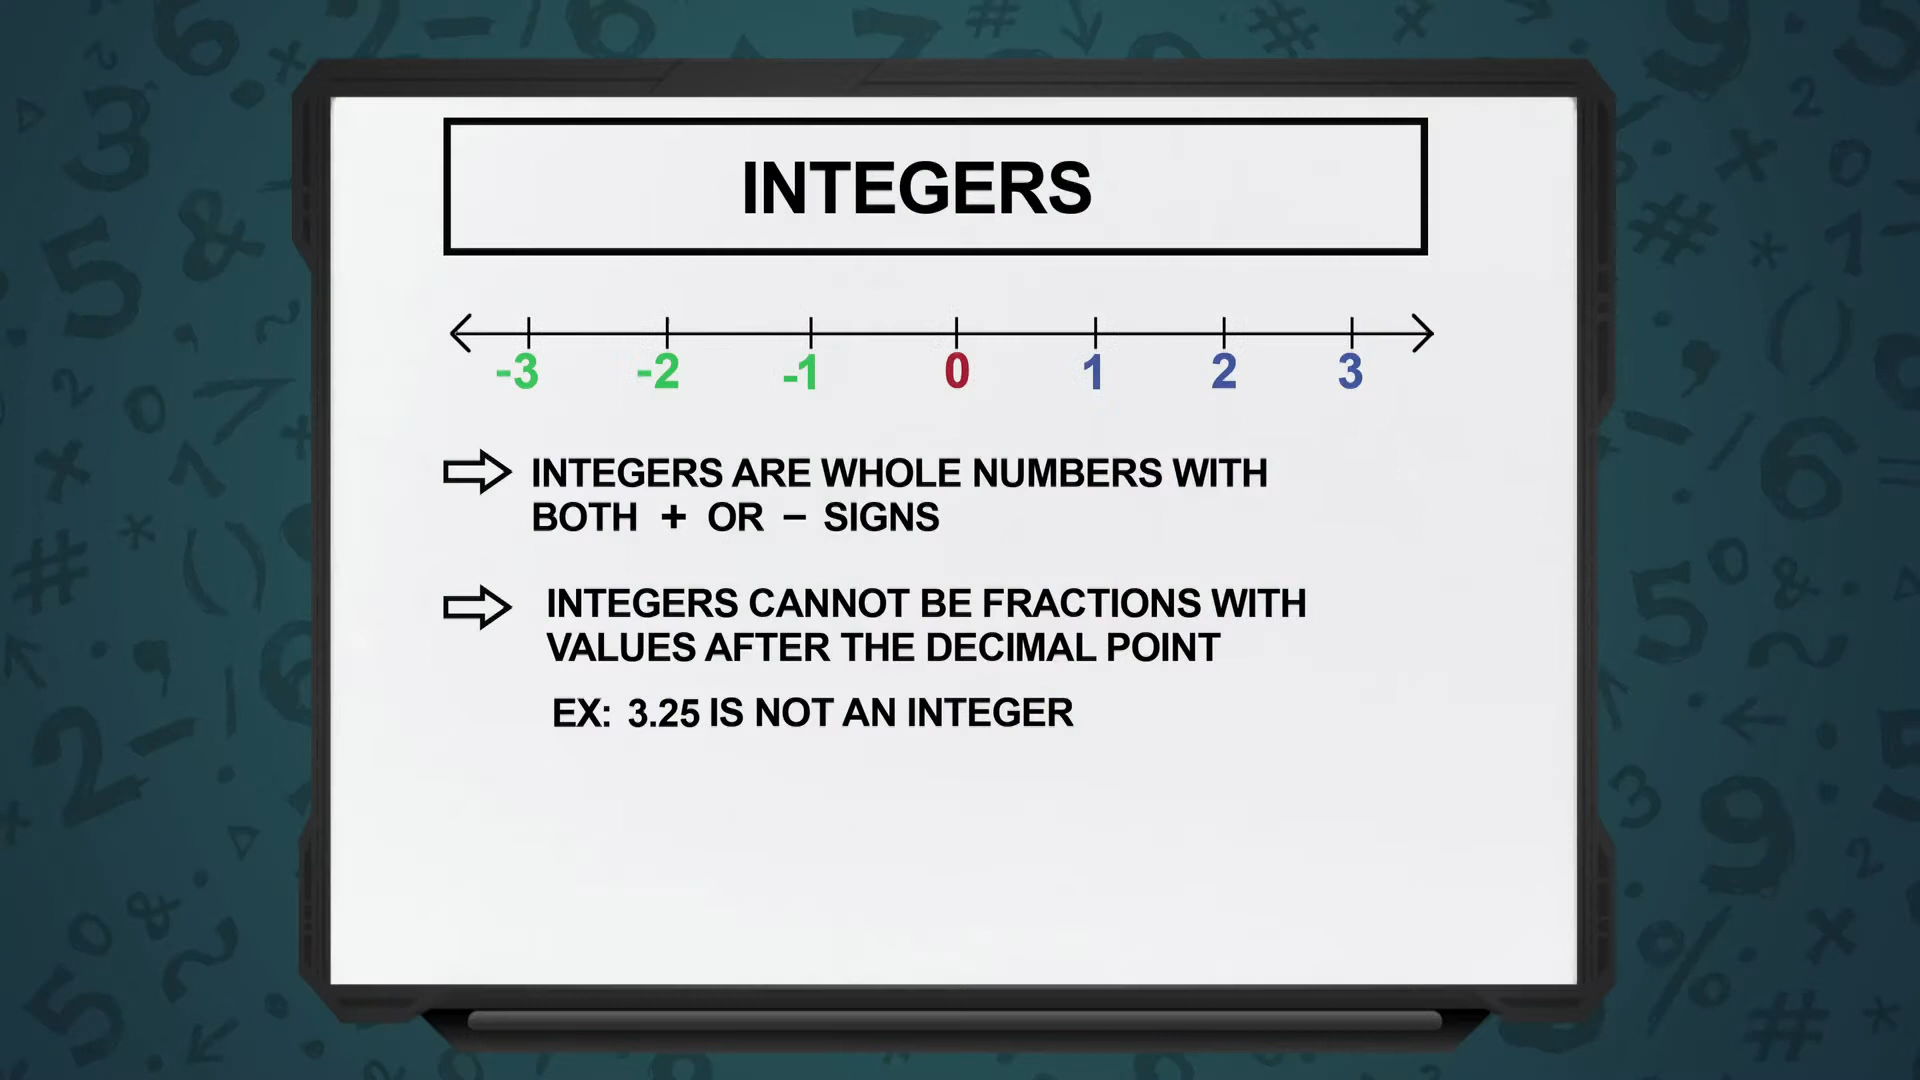 INTEGERS
-3 -2 -1 0 1 2 3
INTEGERS ARE WHOLE NUMBERS WITH
BOTH + OR − SIGNS
INTEGERS CANNOT BE FRACTIONS WITH
VALUES AFTER THE DECIMAL POINT
EX: 3.25 IS NOT AN INTEGER